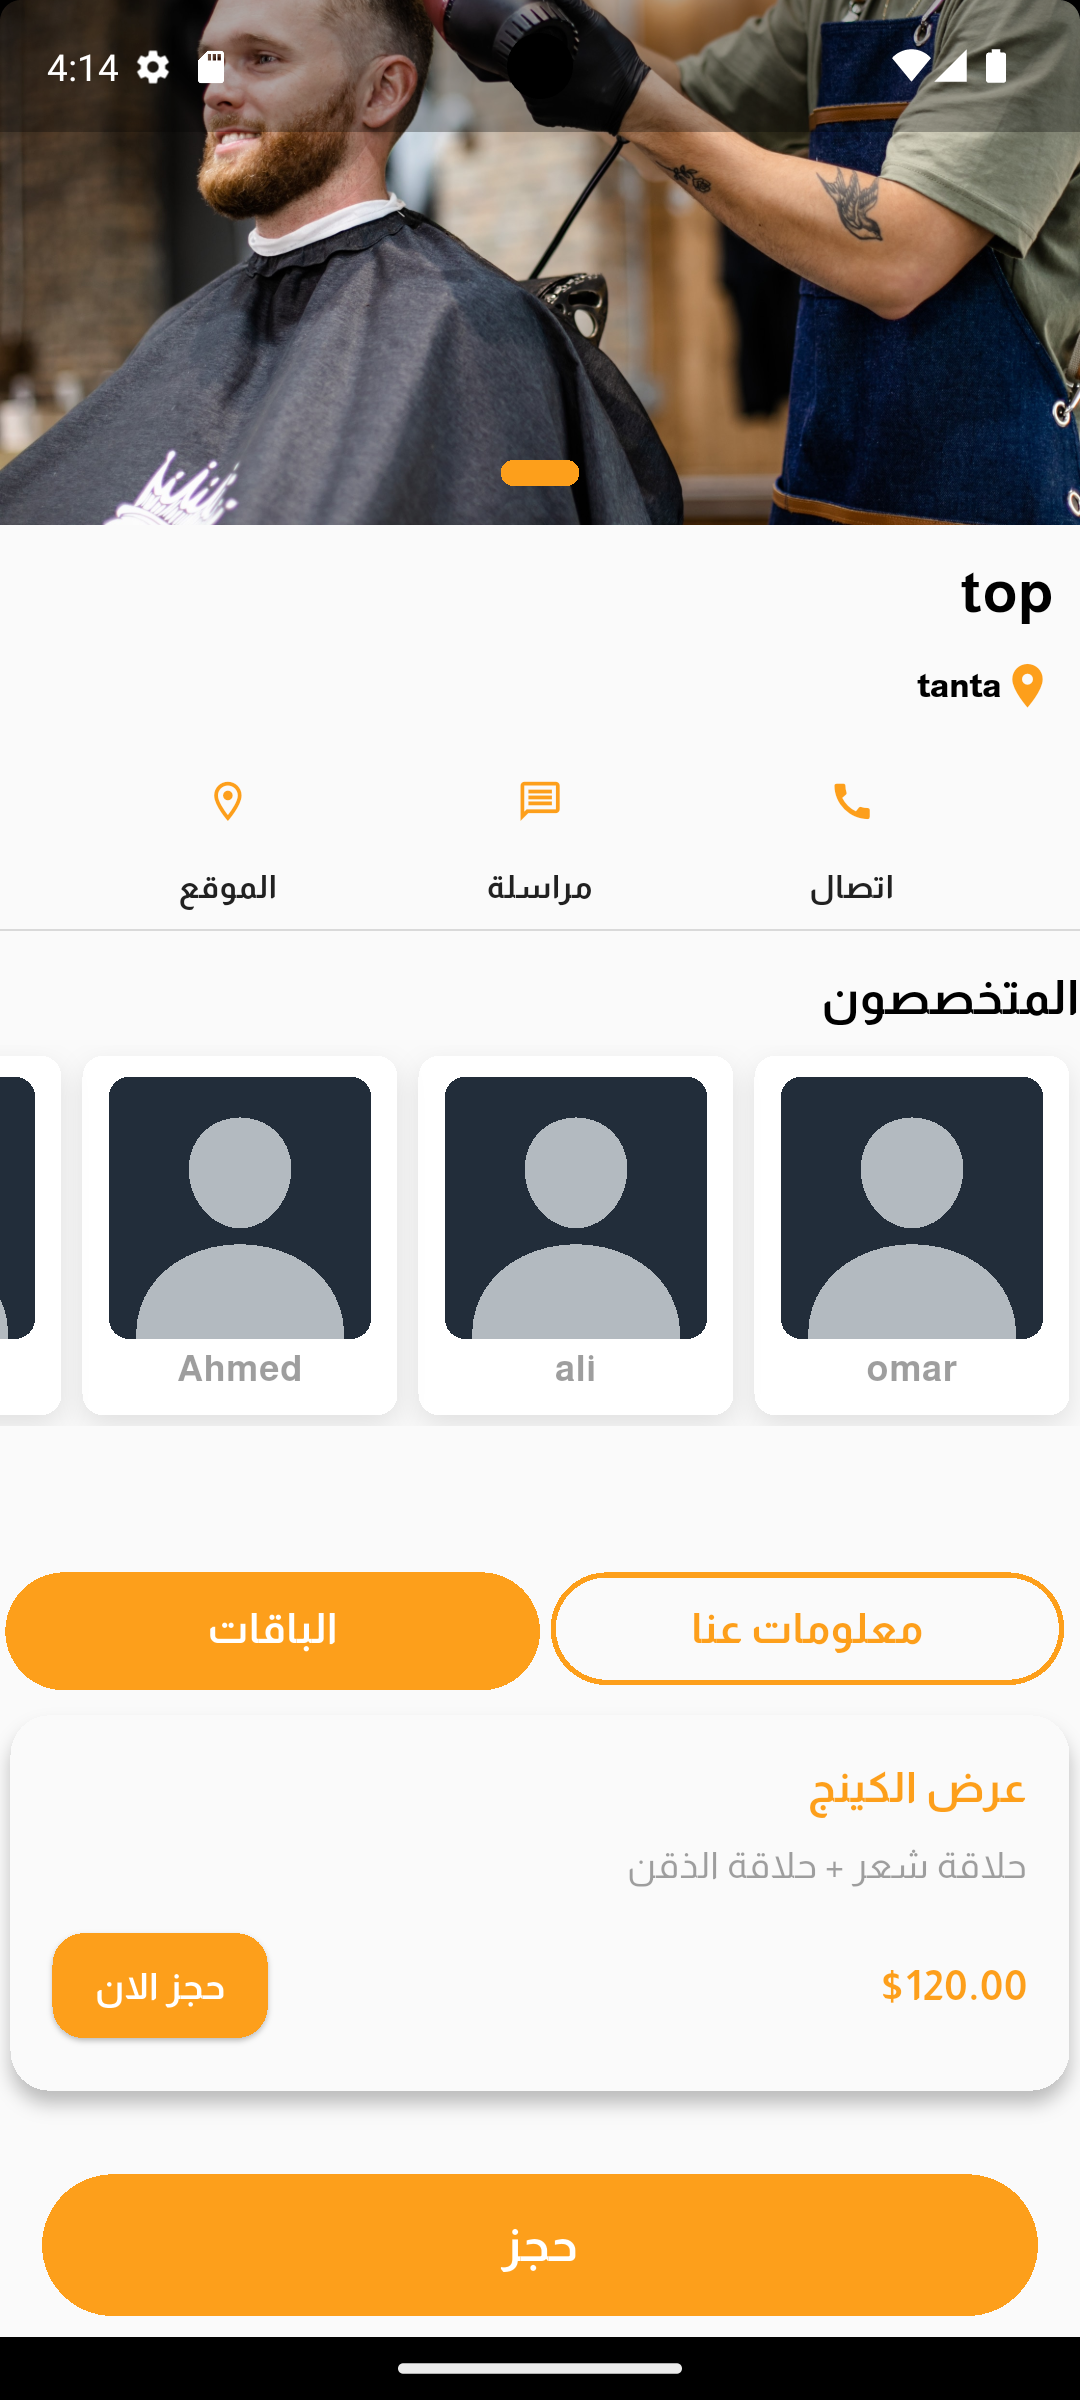 4:14
top
tanta
اتصال مراسلة الموقع
المتخصصون
omar ali Ahmed
معلومات عنا الباقات
عرض الكينج
حلاقة شعر + حلاقة الذقن
$120.00 حجز الان
حجز